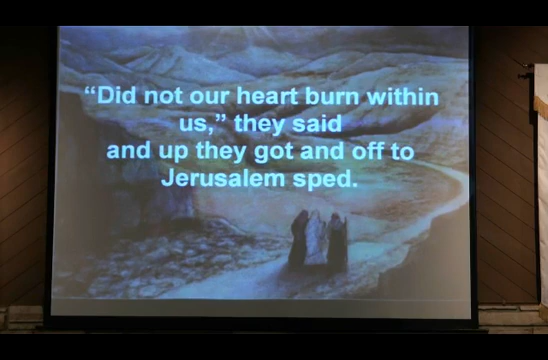 “Did not our heart burn within
us,” they said
and up they got and off to
Jerusalem sped.